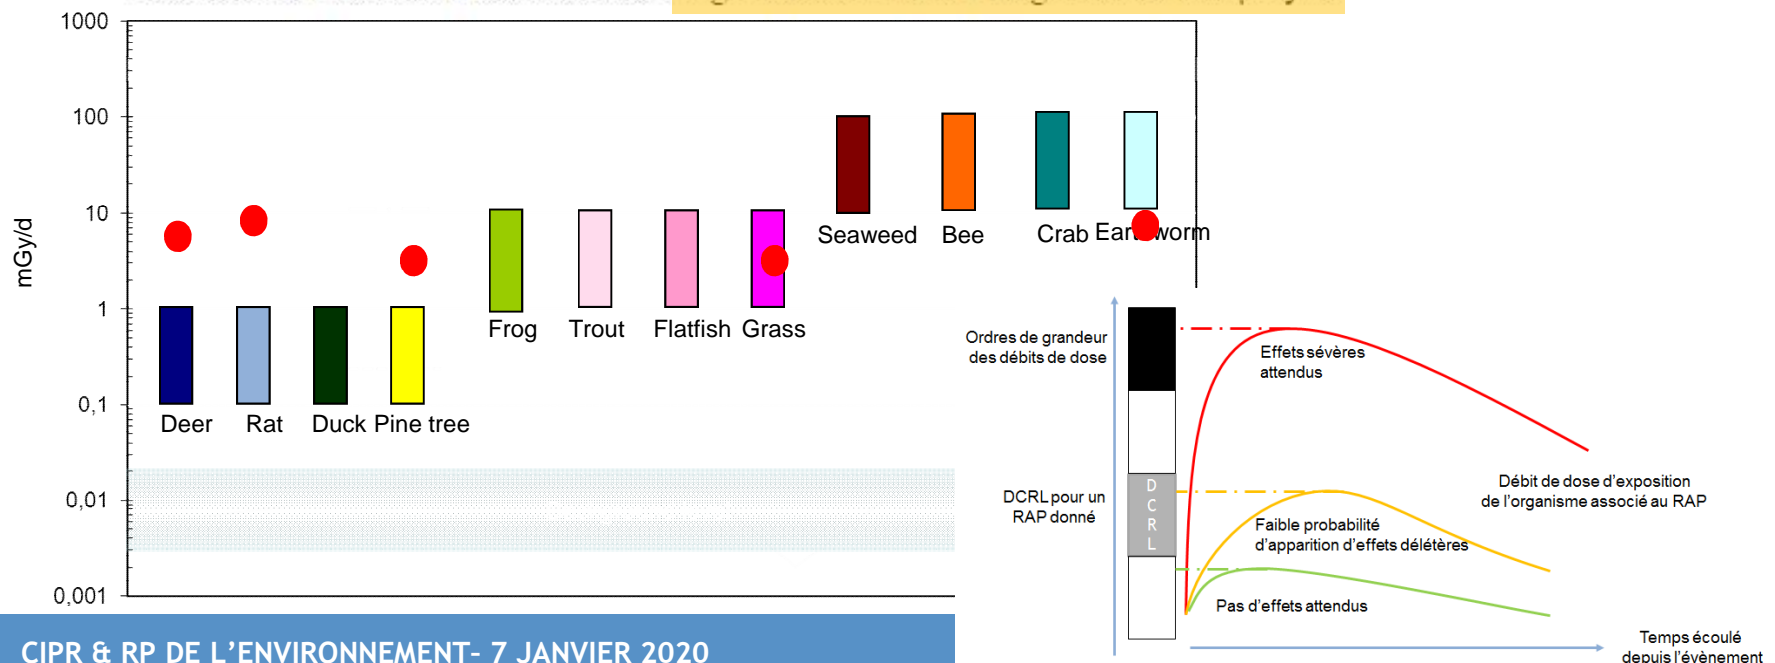 1000
100
10
1
0,1
0,01
0,001
mGy/d
Deer
Rat
Duck
Pine tree
Frog
Trout
Flatfish
Grass
Seaweed
Bee
Crab
Earthworm
Ordres de grandeur
des débits de dose
DCRL pour un
RAP donné
D
C
R
L
Effets sévères
attendus
Débit de dose d’exposition
de l’organisme associé au RAP
Faible probabilité
d’apparition d’effets délétères
Pas d’effets attendus
Temps écoulé
depuis l’évènement
CIPR & RP DE L’ENVIRONNEMENT– 7 JANVIER 2020